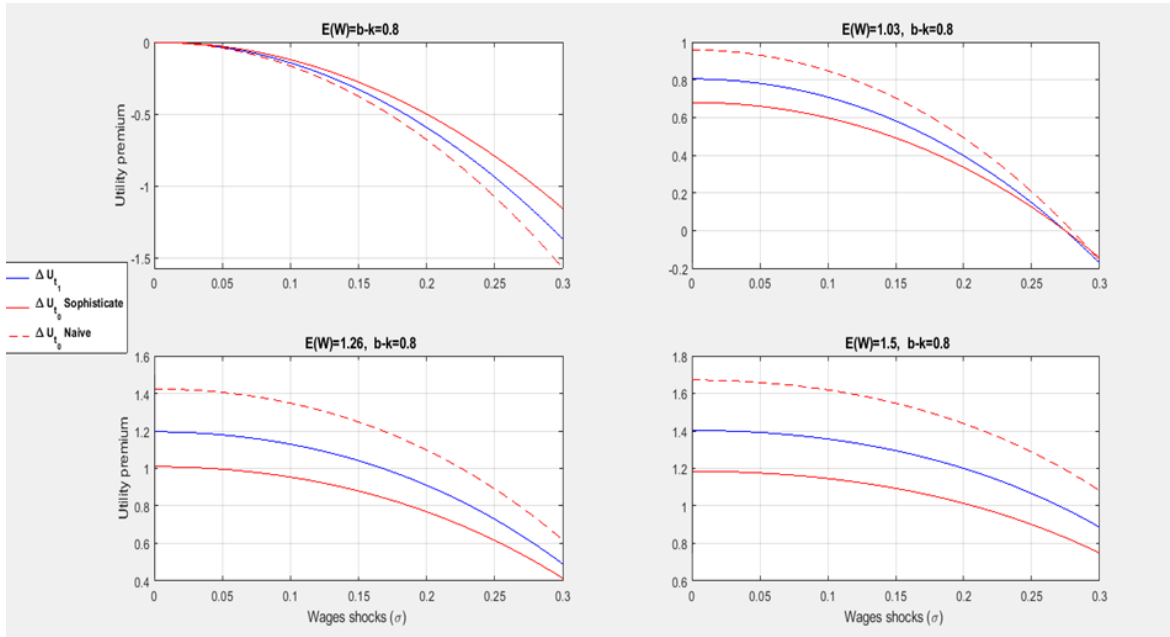 E(W)=b-k=0.8
E(W)=1.03, b-k=0.8
Utility premium
0
-0.5
-1
-1.5
0 0.05 0.1 0.15 0.2 0.25 0.3
1
0.8
0.6
0.4
0.2
0
-0.2
0 0.05 0.1 0.15 0.2 0.25 0.3
Δ U t1
Δ U t0 Sophisticate
Δ U t0 Naive
E(W)=1.26, b-k=0.8
E(W)=1.5, b-k=0.8
Utility premium
1.6
1.4
1.2
1
0.8
0.6
0.4
0 0.05 0.1 0.15 0.2 0.25 0.3
Wages shocks (σ)
1.8
1.6
1.4
1.2
1
0.8
0.6
0 0.05 0.1 0.15 0.2 0.25 0.3
Wages shocks (σ)